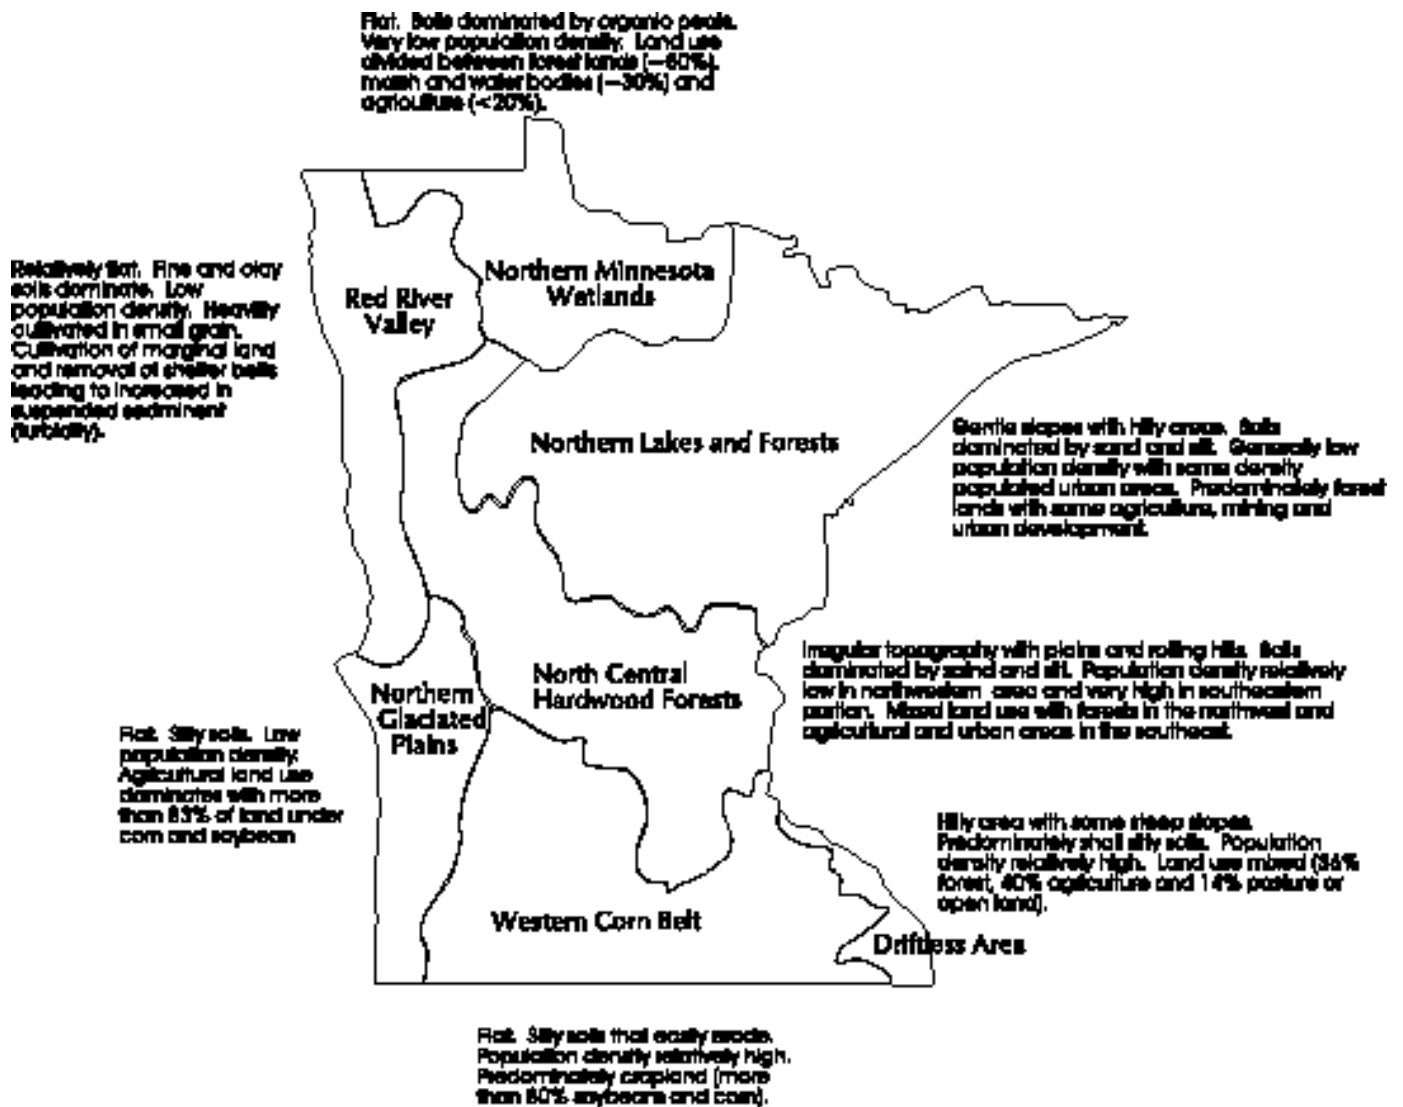 Flat. Soils dominated by organic peats.
Very low population density. Land use
divided between forest lands (~60%),
marsh and water bodies (~30%) and
agriculture (<20%).
Northern Minnesota
Wetlands
Red River
Valley
Relatively flat. Fine and clay
soils dominate. Low
population density. Heavily
cultivated in small grain.
Cultivation of marginal land
and removal of shelter belts
leading to increased in
suspended sediment
(turbidity).
Northern Lakes and Forests
Gentle slopes with hilly areas. Soils
dominated by sand and silt. Generally low
population density with some density
populated urban areas. Predominately forest
lands with some agriculture, mining and
urban development.
North Central
Hardwood Forests
Irregular topography with plains and rolling hills. Soils
dominated by sand and silt. Population density relatively
low in northwestern area and very high in southeastern
portion. Mixed land use with forests in the northwest and
agricultural and urban areas in the southeast.
Northern
Glaciated
Plains
Flat. Silty soils. Low
population density.
Agricultural land use
dominates with more
than 83% of land under
corn and soybean
Hilly area with some steep slopes.
Predominately shall silty soils. Population
density relatively high. Land use mixed (36%
forest, 40% agriculture and 14% pasture or
open land).
Western Corn Belt
Driftless Area
Flat. Silty soils that easily erode.
Population density relatively high.
Predominately cropland (more
than 80% soybeans and corn).